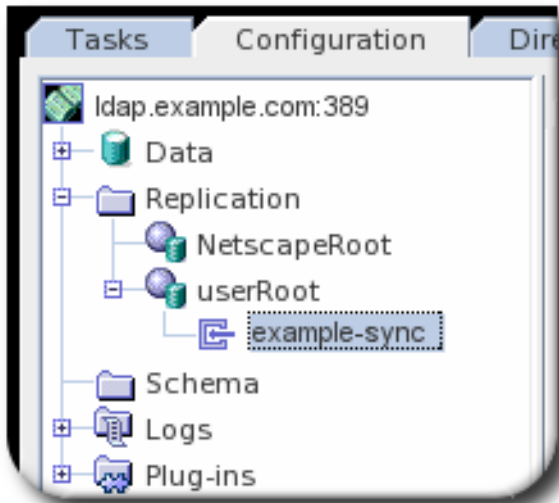 Tasks Configuration Dire
ldap.example.com:389
Data
Replication
NetscapeRoot
userRoot
example-sync
Schema
Logs
Plug-ins